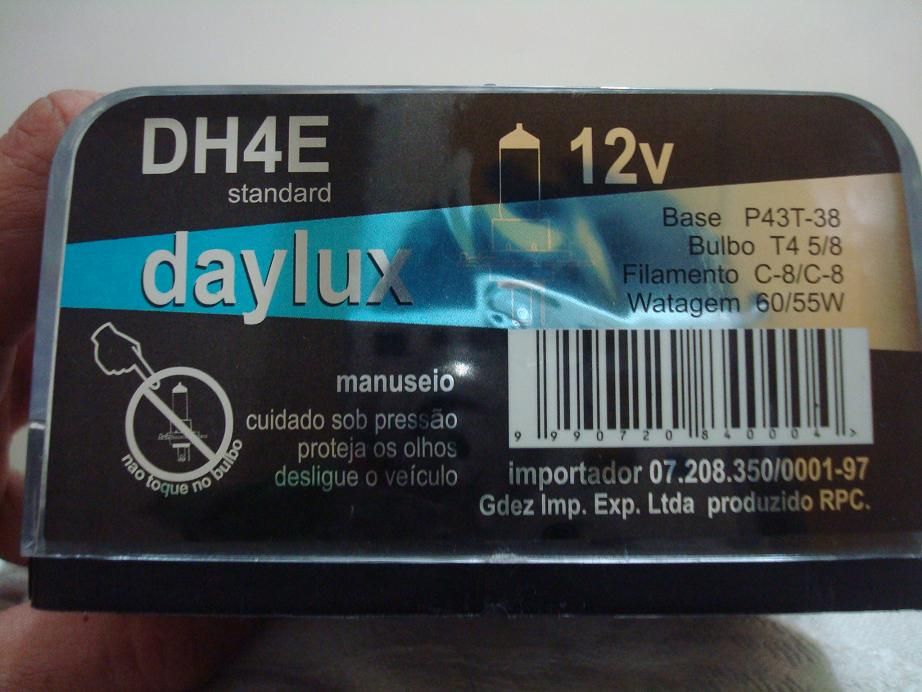 DH4E
standard
12v
daylux
Base P43T-38
Bulbo T4 5/8
Filamento C-8/C-8
Watagem 60/55W
não toque no bulbo
manuseio
cuidado sob pressão
proteja os olhos
desligue o veículo
9 990720 840004 >
importador 07.208.350/0001-97
Gdez Imp. Exp. Ltda produzido RPC.